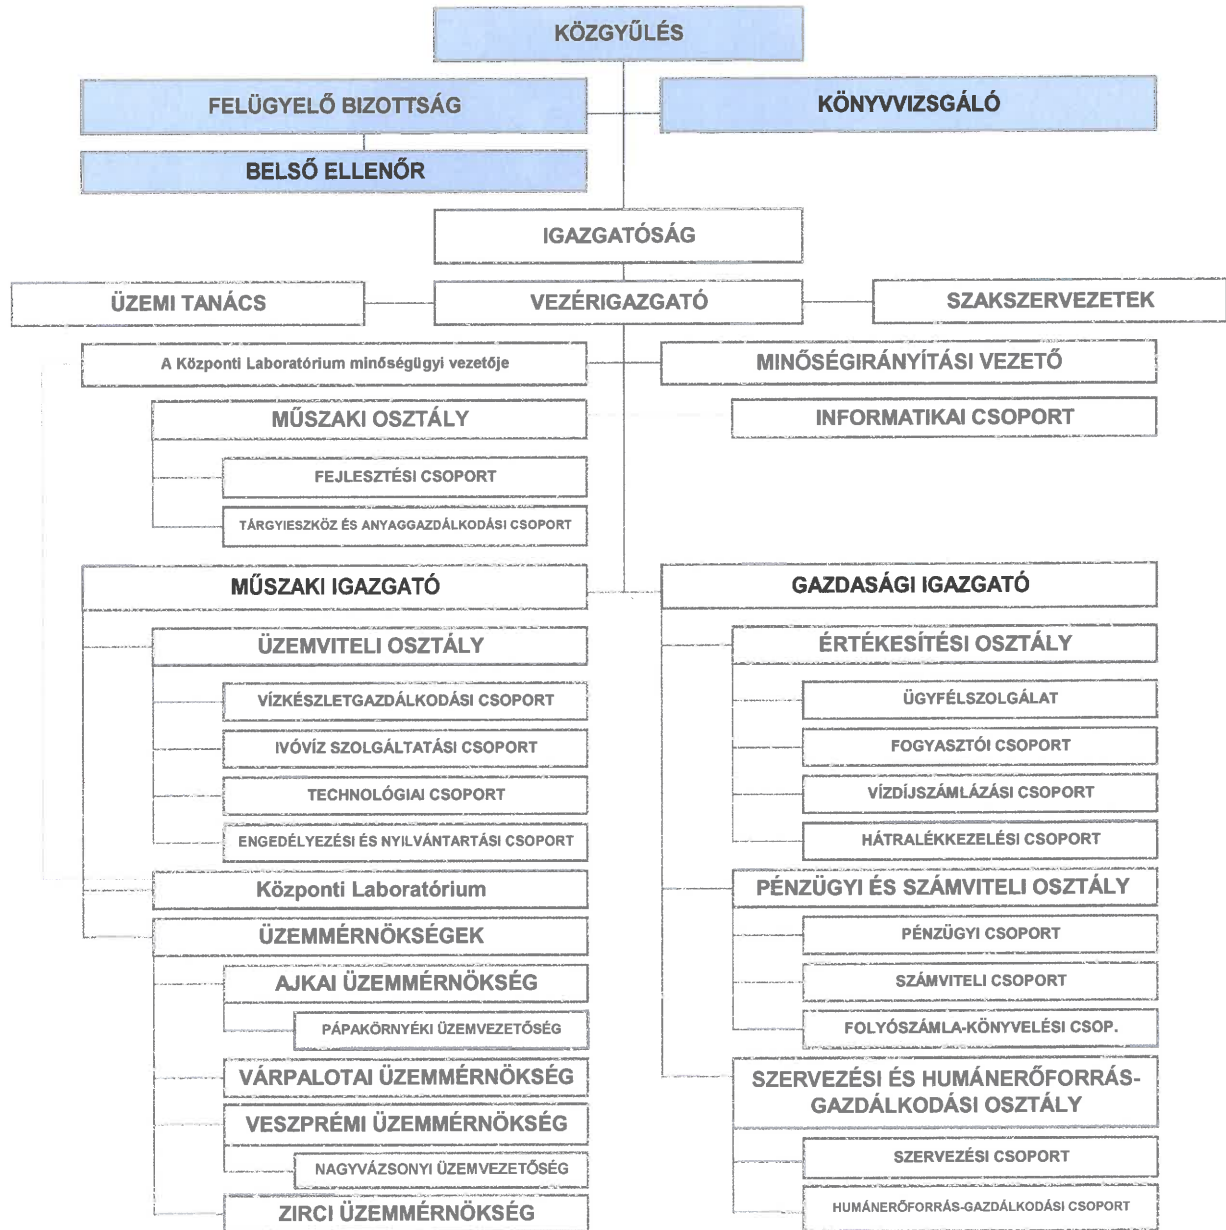 KÖZGYŰLÉS
FELÜGYELŐ BIZOTTSÁG
KÖNYVVIZSGÁLÓ
BELSŐ ELLENŐR
IGAZGATÓSÁG
ÜZEMI TANÁCS
VEZÉRIGAZGATÓ
SZAKSZERVEZETEK
A Központi Laboratórium minőségügyi vezetője
MINŐSÉGIRÁNYÍTÁSI VEZETŐ
MŰSZAKI OSZTÁLY
INFORMATIKAI CSOPORT
FEJLESZTÉSI CSOPORT
TÁRGYIESZKÖZ ÉS ANYAGGAZDÁLKODÁSI CSOPORT
MŰSZAKI IGAZGATÓ
GAZDASÁGI IGAZGATÓ
ÜZEMVITELI OSZTÁLY
ÉRTÉKESÍTÉSI OSZTÁLY
VÍZKÉSZLETGAZDÁLKODÁSI CSOPORT
ÜGYFÉLSZOLGÁLAT
IVÓVÍZ SZOLGÁLTATÁSI CSOPORT
FOGYASZTÓI CSOPORT
TECHNOLÓGIAI CSOPORT
VÍZDÍJSZÁMLÁZÁSI CSOPORT
ENGEDÉLYEZÉSI ÉS NYILVÁNTARTÁSI CSOPORT
HÁTRALÉKKEZELÉSI CSOPORT
Központi Laboratórium
PÉNZÜGYI ÉS SZÁMVITELI OSZTÁLY
ÜZEMMÉRNÖKSÉGEK
PÉNZÜGYI CSOPORT
AJKAI ÜZEMMÉRNÖKSÉG
SZÁMVITELI CSOPORT
PÁPAKÖRNYÉKI ÜZEMVEZETŐSÉG
FOLYÓSZÁMLA-KÖNYVELÉSI CSOP.
VÁRPALOTAI ÜZEMMÉRNÖKSÉG
SZERVEZÉSI ÉS HUMÁNERŐFORRÁS-
GAZDÁLKODÁSI OSZTÁLY
VESZPRÉMI ÜZEMMÉRNÖKSÉG
NAGYVÁZSONYI ÜZEMVEZETŐSÉG
SZERVEZÉSI CSOPORT
ZIRCI ÜZEMMÉRNÖKSÉG
HUMÁNERŐFORRÁS-GAZDÁLKODÁSI CSOPORT